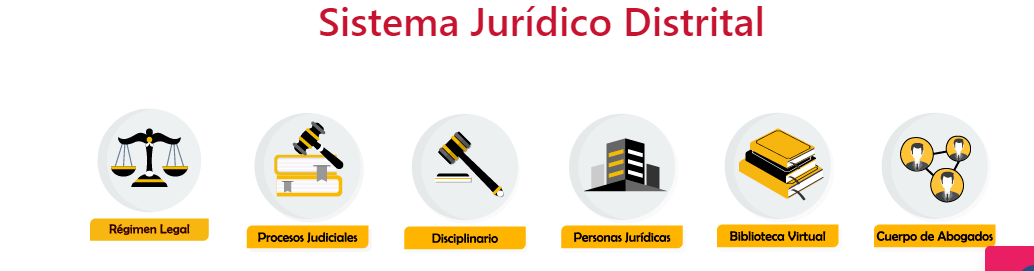 Sistema Jurídico Distrital
Régimen Legal
Procesos Judiciales
Disciplinario
Personas Jurídicas
Biblioteca Virtual
Cuerpo de Abogados